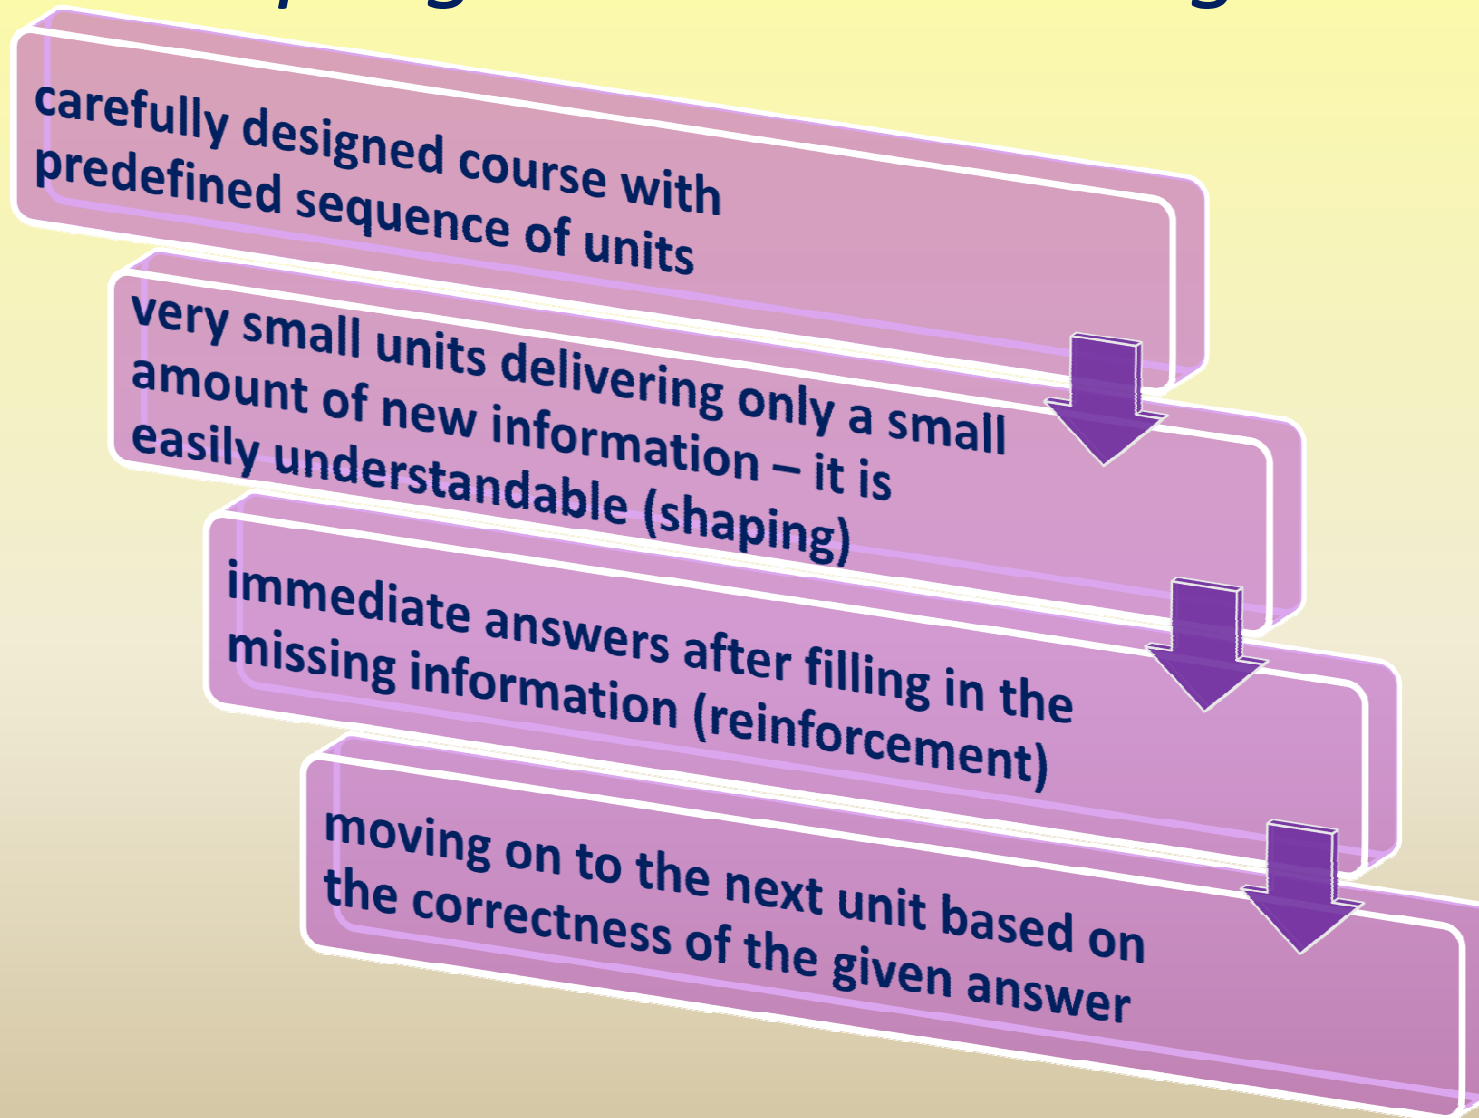 carefully designed course with
predefined sequence of units
very small units delivering only a small
amount of new information – it is
easily understandable (shaping)
immediate answers after filling in the
missing information (reinforcement)
moving on to the next unit based on
the correctness of the given answer